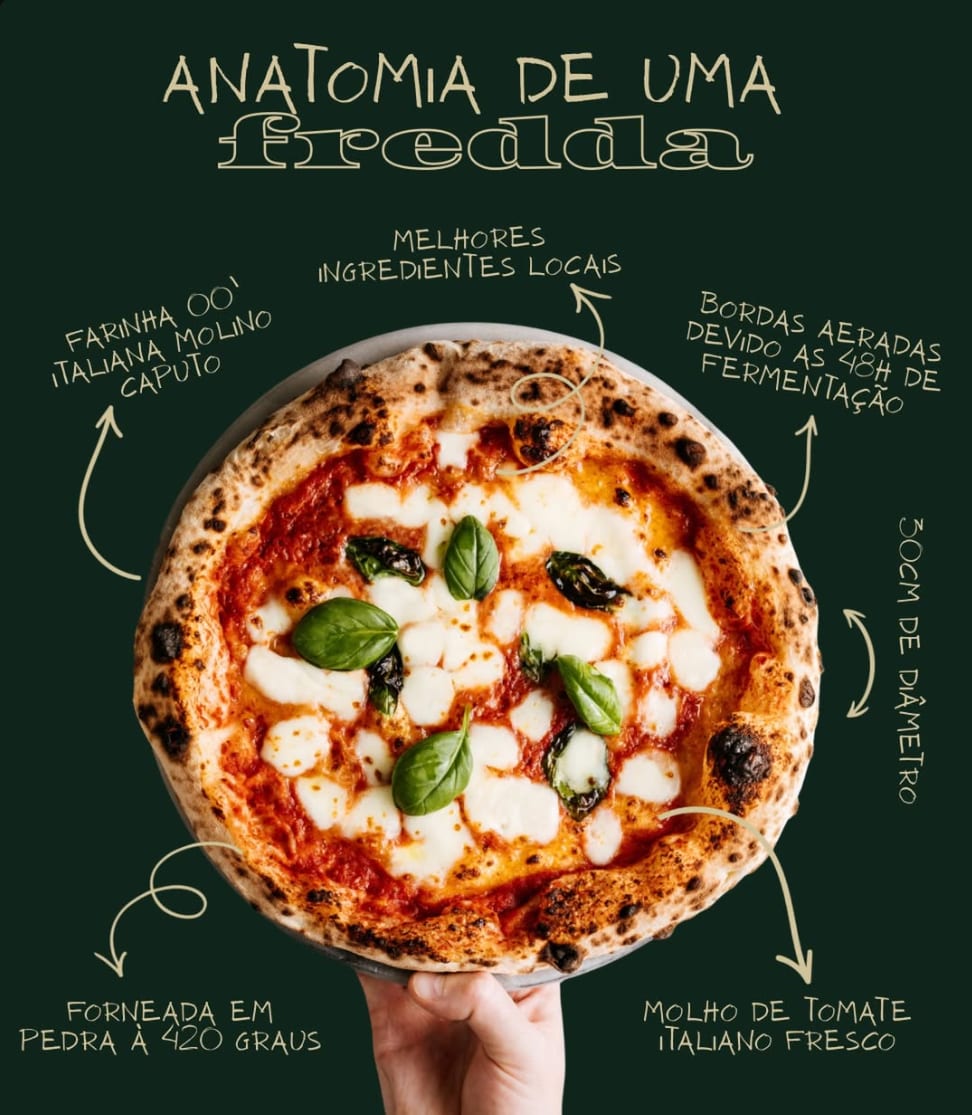 ANATOMIA DE UMA
fredda
MELHORES
INGREDIENTES LOCAIS
FARINHA 00'
ITALIANA MOLINO
CAPUTO
BORDAS AERADAS
DEVIDO AS 48H DE
FERMENTAÇÃO
30CM DE DIÂMETRO
FORNEADA EM
PEDRA À 420 GRAUS
MOLHO DE TOMATE
ITALIANO FRESCO